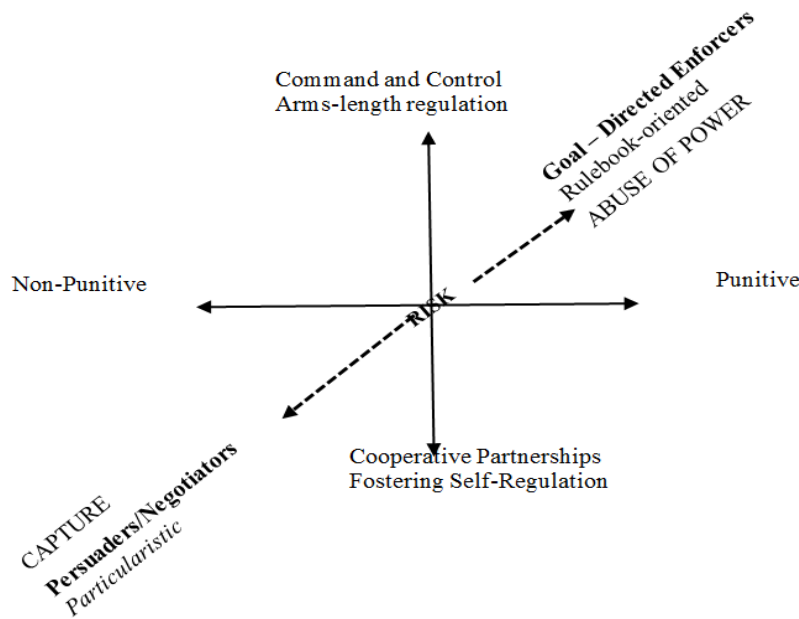 Command and Control
Arms-length regulation
Goal – Directed Enforcers
Rulebook-oriented
ABUSE OF POWER
Non-Punitive
Punitive
RISK
Cooperative Partnerships
Fostering Self-Regulation
CAPTURE
Persuaders/Negotiators
Particularistic